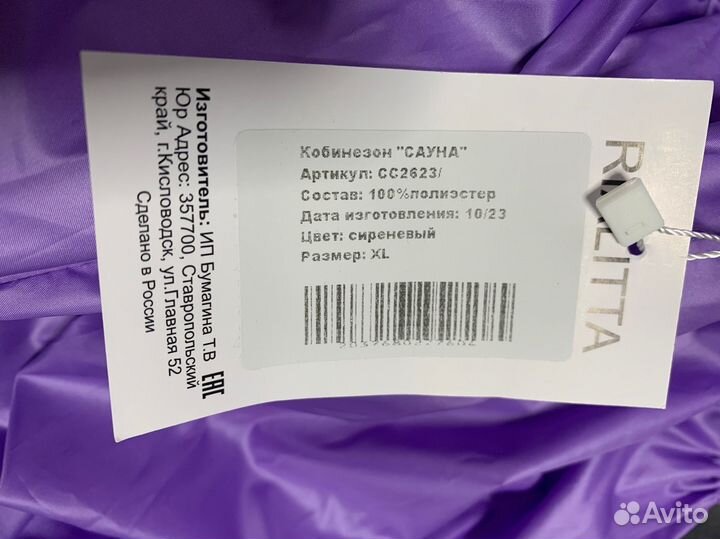 Кобинезон "САУНА"
Артикул: СС2623/
Состав: 100%полиэстер
Дата изготовления: 10/23
Цвет: сиреневый
Размер: XL
Изготовитель: ИП Бумагина Т.В
Юр Адрес: 357700, Ставропольский
край, г.Кисловодск, ул.Главная 52
Сделано в России
EAC
Avito